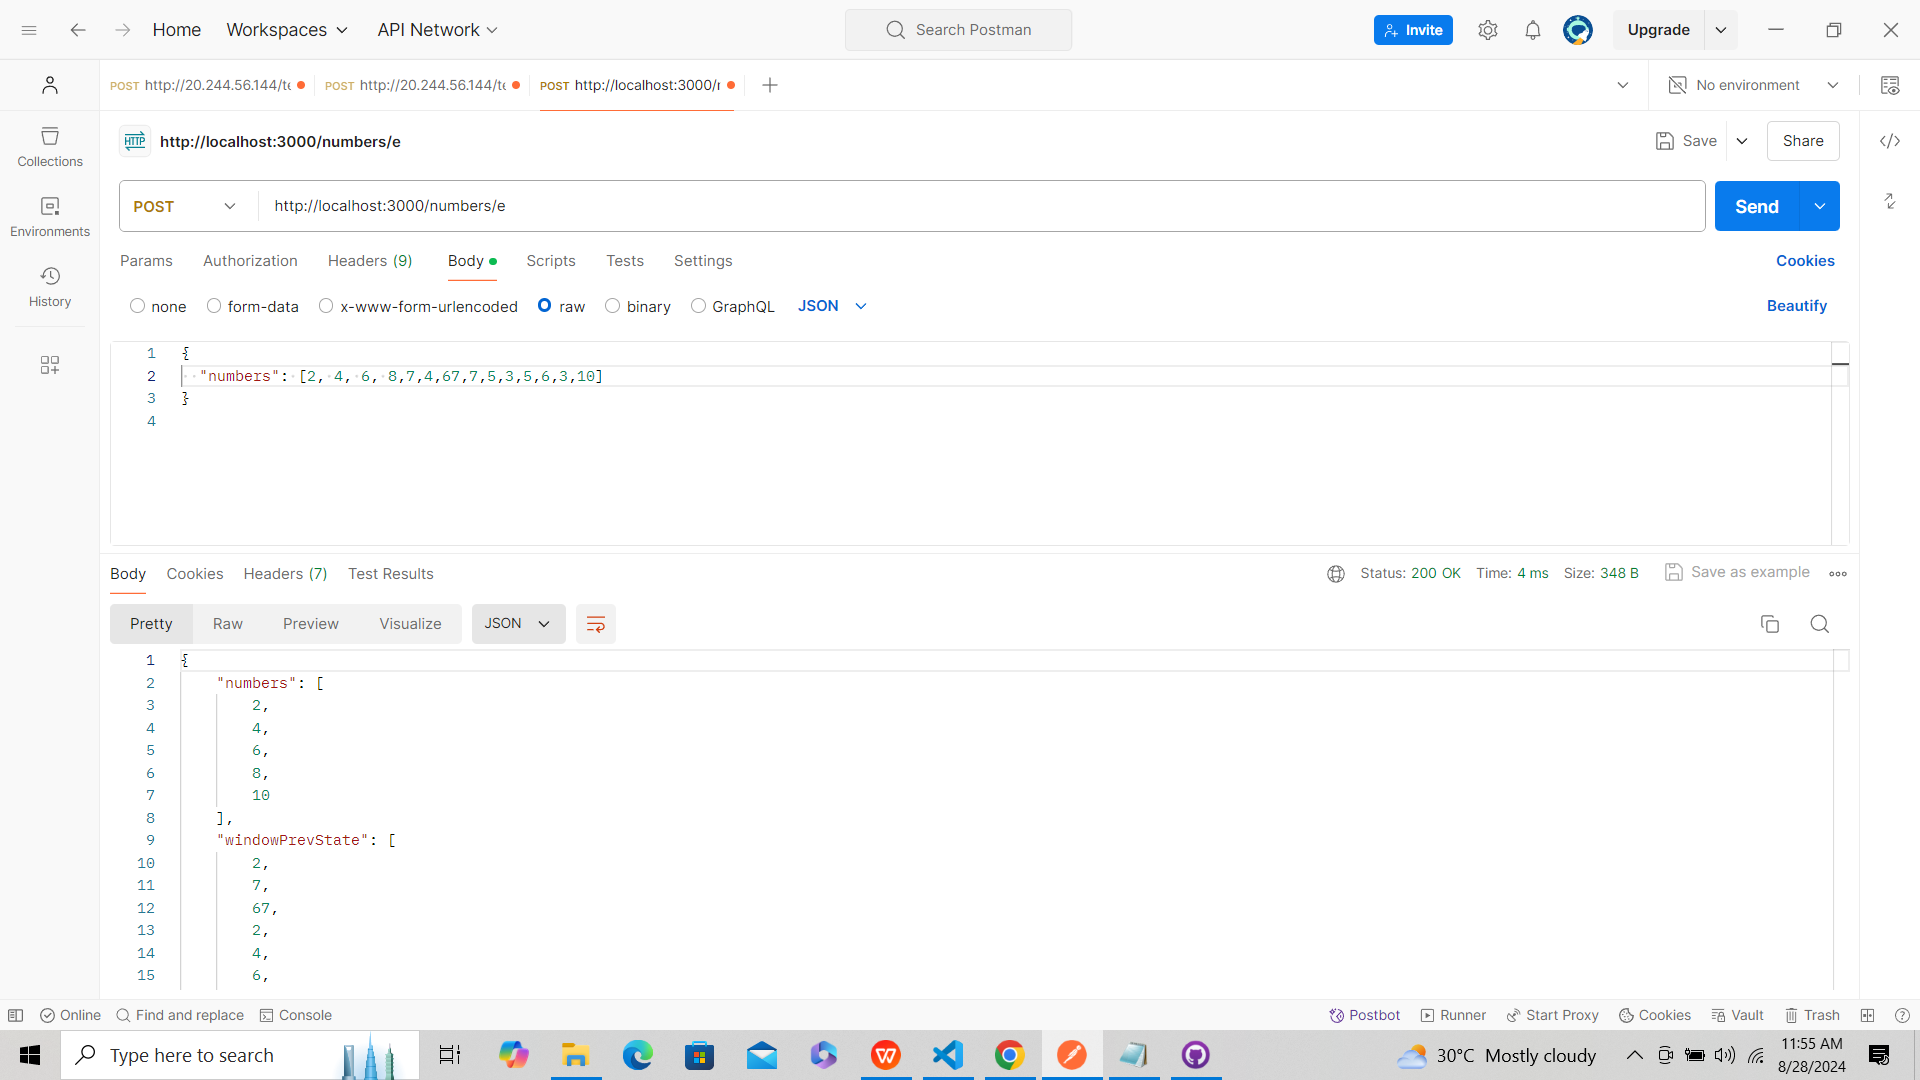 Home Workspaces API Network Search Postman Invite Upgrade
POST http://20.244.56.144/te POST http://20.244.56.144/te POST http://localhost:3000/r No environment
HTTP http://localhost:3000/numbers/e Save Share
Collections
POST http://localhost:3000/numbers/e Send
Environments
Params Authorization Headers (9) Body Scripts Tests Settings Cookies
History
none form-data x-www-form-urlencoded raw binary GraphQL JSON Beautify
1 {
2 "numbers": [2, 4, 6, 8,7,4,67,7,5,3,5,6,3,10]
3 }
4
Body Cookies Headers (7) Test Results Status: 200 OK Time: 4 ms Size: 348 B Save as example
Pretty Raw Preview Visualize JSON
1 {
2 "numbers": [
3 2,
4 4,
5 6,
6 8,
7 10
8 ],
9 "windowPrevState": [
10 2,
11 7,
12 67,
13 2,
14 4,
15 6,
Online Find and replace Console Postbot Runner Start Proxy Cookies Vault Trash
Type here to search 30°C Mostly cloudy 11:55 AM
8/28/2024